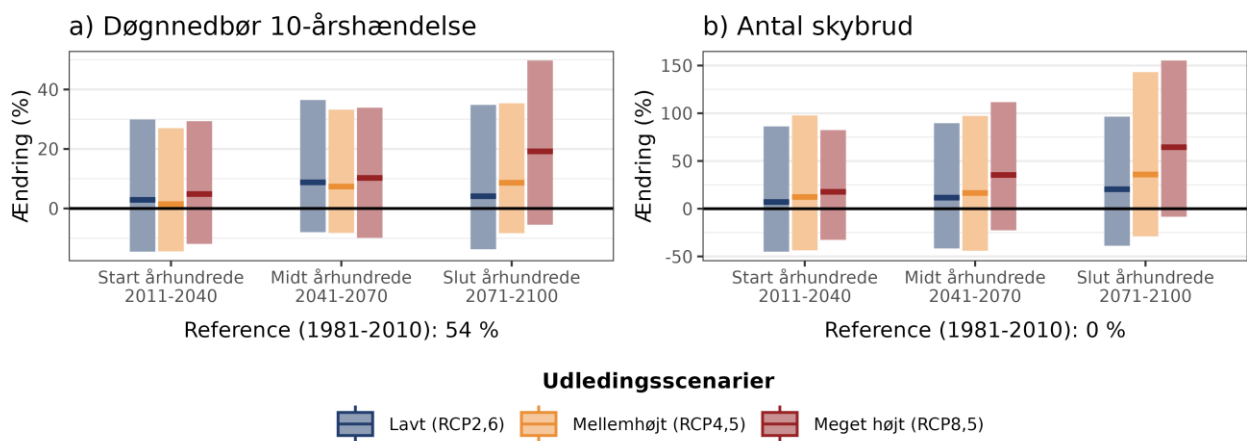 a) Døgnnedbør 10-årshændelse
Ændring (%)
40
20
0
Start århundrede
2011-2040
Midt århundrede
2041-2070
Slut århundrede
2071-2100
Reference (1981-2010): 54 %
b) Antal skybrud
Ændring (%)
150
100
50
0
-50
Start århundrede
2011-2040
Midt århundrede
2041-2070
Slut århundrede
2071-2100
Reference (1981-2010): 0 %
Udledingsscenarier
Lavt (RCP2,6)
Mellemhøjt (RCP4,5)
Meget højt (RCP8,5)